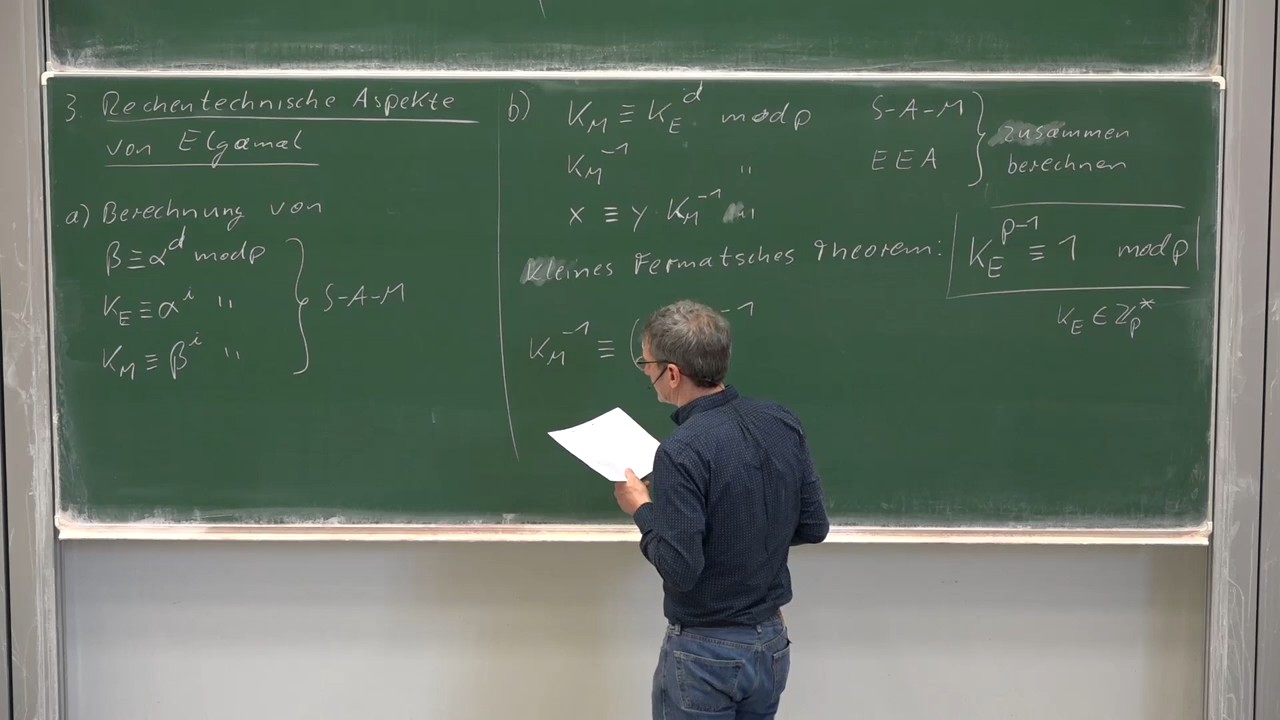 3. Rechentechnische Aspekte
von Elgamal
a) Berechnung von
β ≡ α^d mod p
K_E ≡ α^i "
K_M ≡ β^i "
S-A-M
b) K_M ≡ K_E^d mod p S-A-M
K_M^-1 " EEA
zusammen
berechnen
x ≡ y · K_M^-1 "
Kleines Fermatsches Theorem: K_E^p-1 ≡ 1 mod p
K_E ∈ ℤ_p^*
K_M^-1 ≡ ( -1